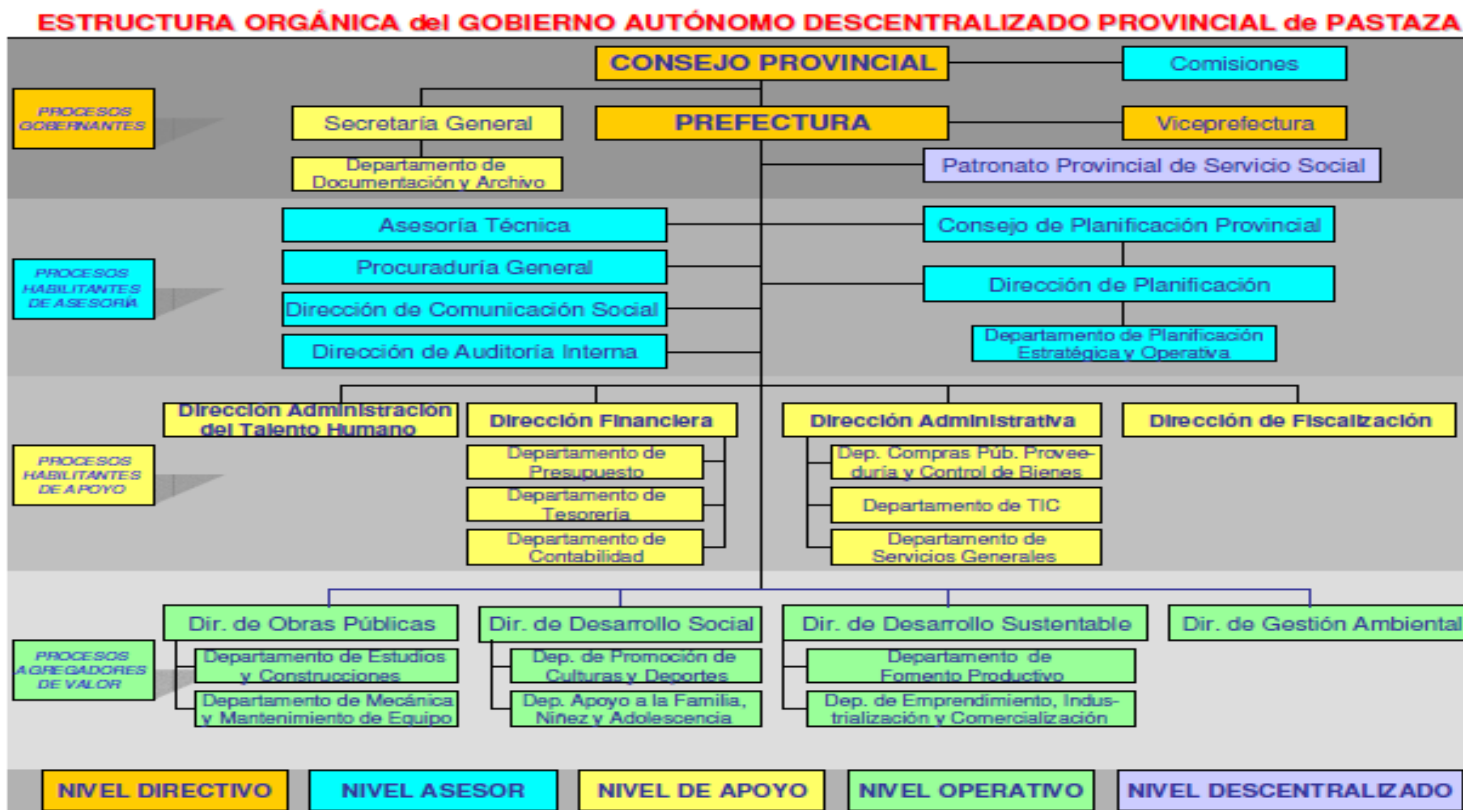 ESTRUCTURA ORGÁNICA del GOBIERNO AUTÓNOMO DESCENTRALIZADO PROVINCIAL de PASTAZA
CONSEJO PROVINCIAL
Comisiones
PROCESOS
GOBERNANTES
Secretaría General
PREFECTURA
Viceprefectura
Departamento de
Documentación y Archivo
Patronato Provincial de Servicio Social
PROCESOS
HABILITANTES
DE ASESORÍA
Asesoría Técnica
Consejo de Planificación Provincial
Procuraduría General
Dirección de Planificación
Dirección de Comunicación Social
Dirección de Auditoría Interna
Departamento de Planificación
Estratégica y Operativa
PROCESOS
HABILITANTES
DE APOYO
Dirección Administración
del Talento Humano
Dirección Financiera
Dirección Administrativa
Dirección de Fiscalización
Departamento de
Presupuesto
Dep. Compras Púb. Provee-
duría y Control de Bienes
Departamento de
Tesorería
Departamento de TIC
Departamento de
Contabilidad
Departamento de
Servicios Generales
PROCESOS
AGREGADORES
DE VALOR
Dir. de Obras Públicas
Dir. de Desarrollo Social
Dir. de Desarrollo Sustentable
Dir. de Gestión Ambiental
Departamento de Estudios
y Construcciones
Dep. de Promoción de
Culturas y Deportes
Departamento de
Fomento Productivo
Departamento de Mecánica
y Mantenimiento de Equipo
Dep. Apoyo a la Familia,
Niñez y Adolescencia
Dep. de Emprendimiento, Indus-
trialización y Comercialización
NIVEL DIRECTIVO
NIVEL ASESOR
NIVEL DE APOYO
NIVEL OPERATIVO
NIVEL DESCENTRALIZADO